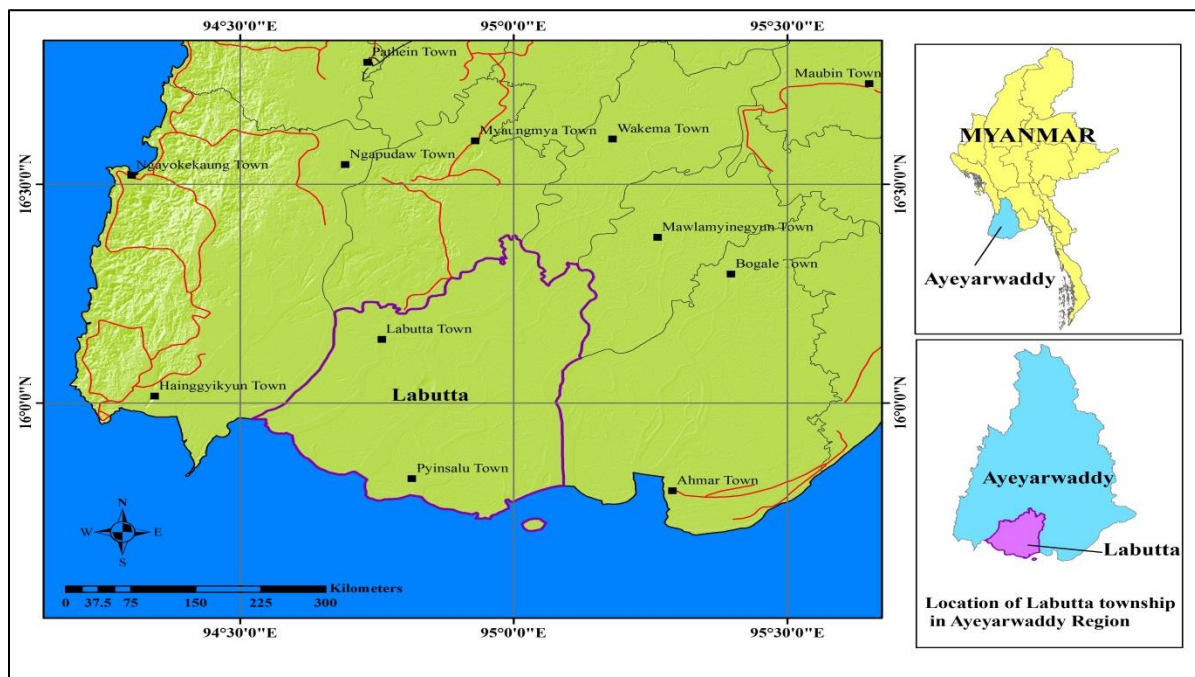 94°30'0"E
95°0'0"E
95°30'0"E
Pathein Town
Maubin Town
Myaungmya Town
Wakema Town
Ngapudaw Town
Ngayokekaung Town
16°30'0"N
16°30'0"N
Mawlamyinegyun Town
Bogale Town
Labutta Town
Hainggyikyun Town
Labutta
16°0'0"N
16°0'0"N
Pyinsalu Town
Ahmar Town
N
W E
S
Kilometers
0 37.5 75 150 225 300
94°30'0"E
95°0'0"E
95°30'0"E
MYANMAR
Ayeyarwaddy
Ayeyarwaddy
Labutta
Location of Labutta township
in Ayeyarwaddy Region